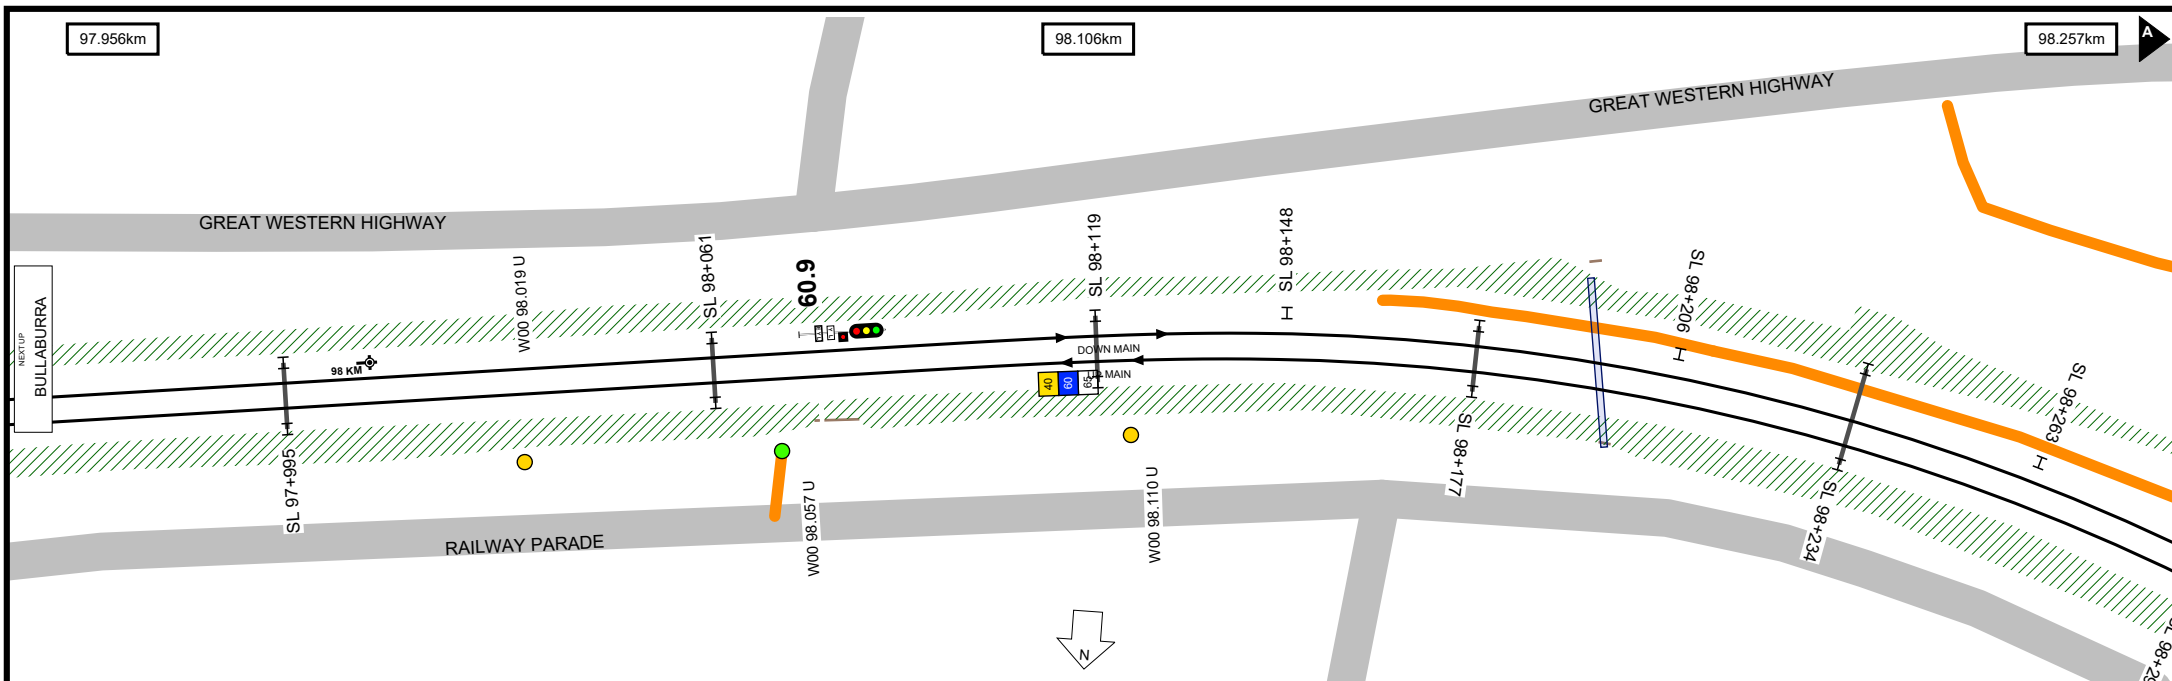 97.956km
98.106km
98.257km
A
GREAT WESTERN HIGHWAY
GREAT WESTERN HIGHWAY
NEXT UP
BULLABURRA
98 KM
W00 98.019 U
SL 98+061
60.9
SL 98+119
SL 98+148
SL 98+206
SL 98+263
DOWN MAIN
UP MAIN
40
60
65
SL 97+995
W00 98.057 U
W00 98.110 U
SL 98+177
SL 98+234
RAILWAY PARADE
N